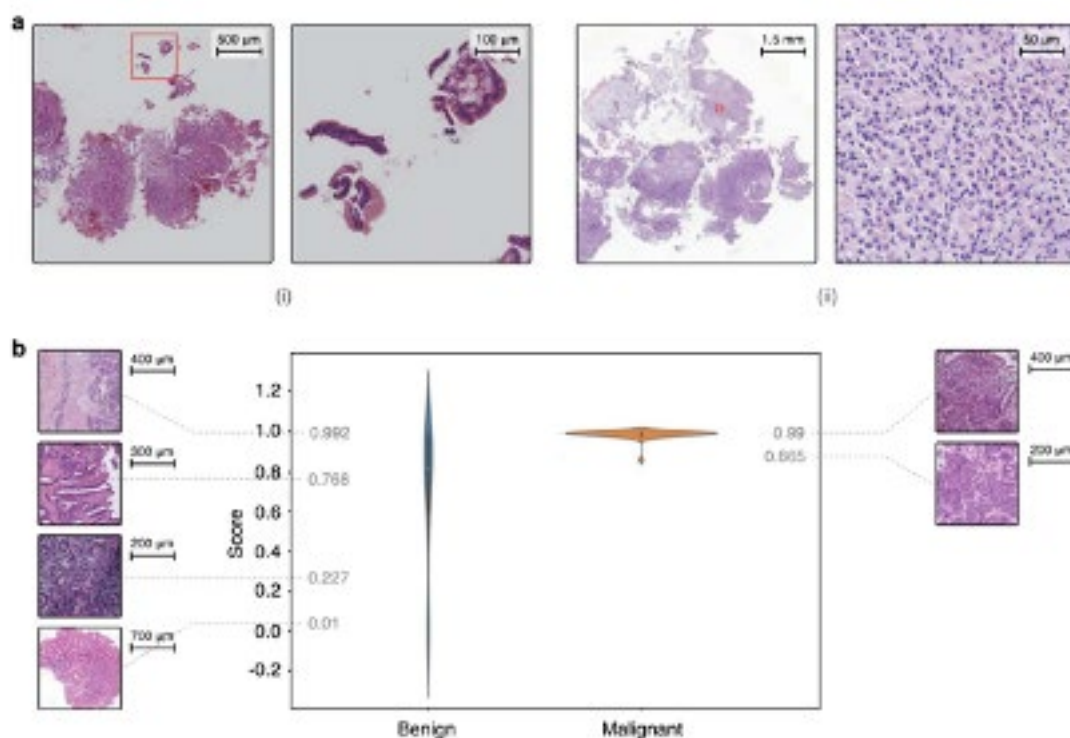 a
500 µm
100 µm
1.5 mm
50 µm
(i)
(ii)
b
400 µm
300 µm
200 µm
700 µm
Score
1.2
1.0
0.8
0.6
0.4
0.2
0.0
-0.2
0.992
0.768
0.227
0.01
0.99
0.865
400 µm
200 µm
Benign
Malignant